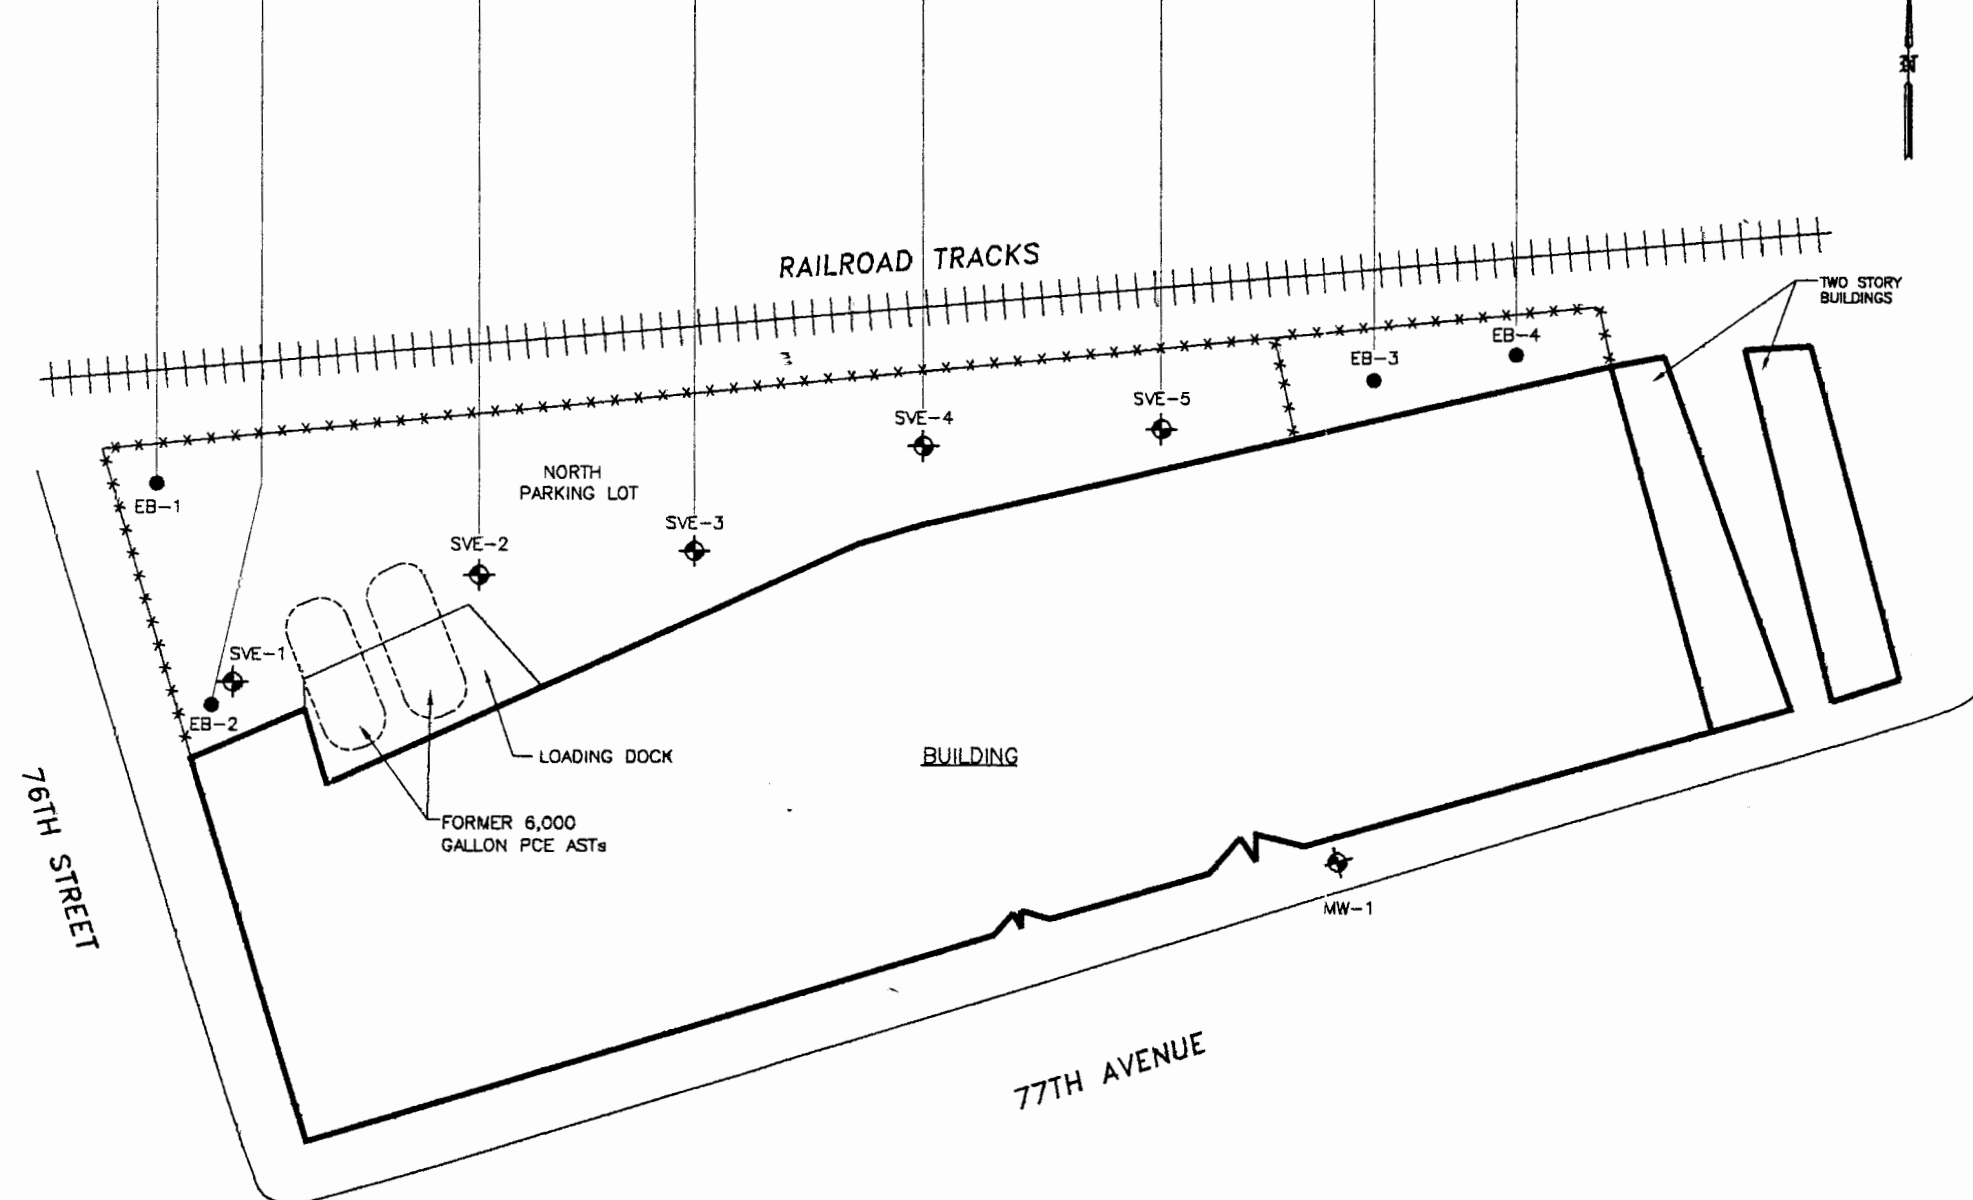 N
RAILROAD TRACKS
TWO STORY
BUILDINGS
EB-4
EB-3
SVE-5
SVE-4
NORTH
PARKING LOT
EB-1
SVE-3
SVE-2
SVE-1
EB-2
LOADING DOCK
BUILDING
FORMER 6,000
GALLON PCE ASTs
76TH STREET
MW-1
77TH AVENUE